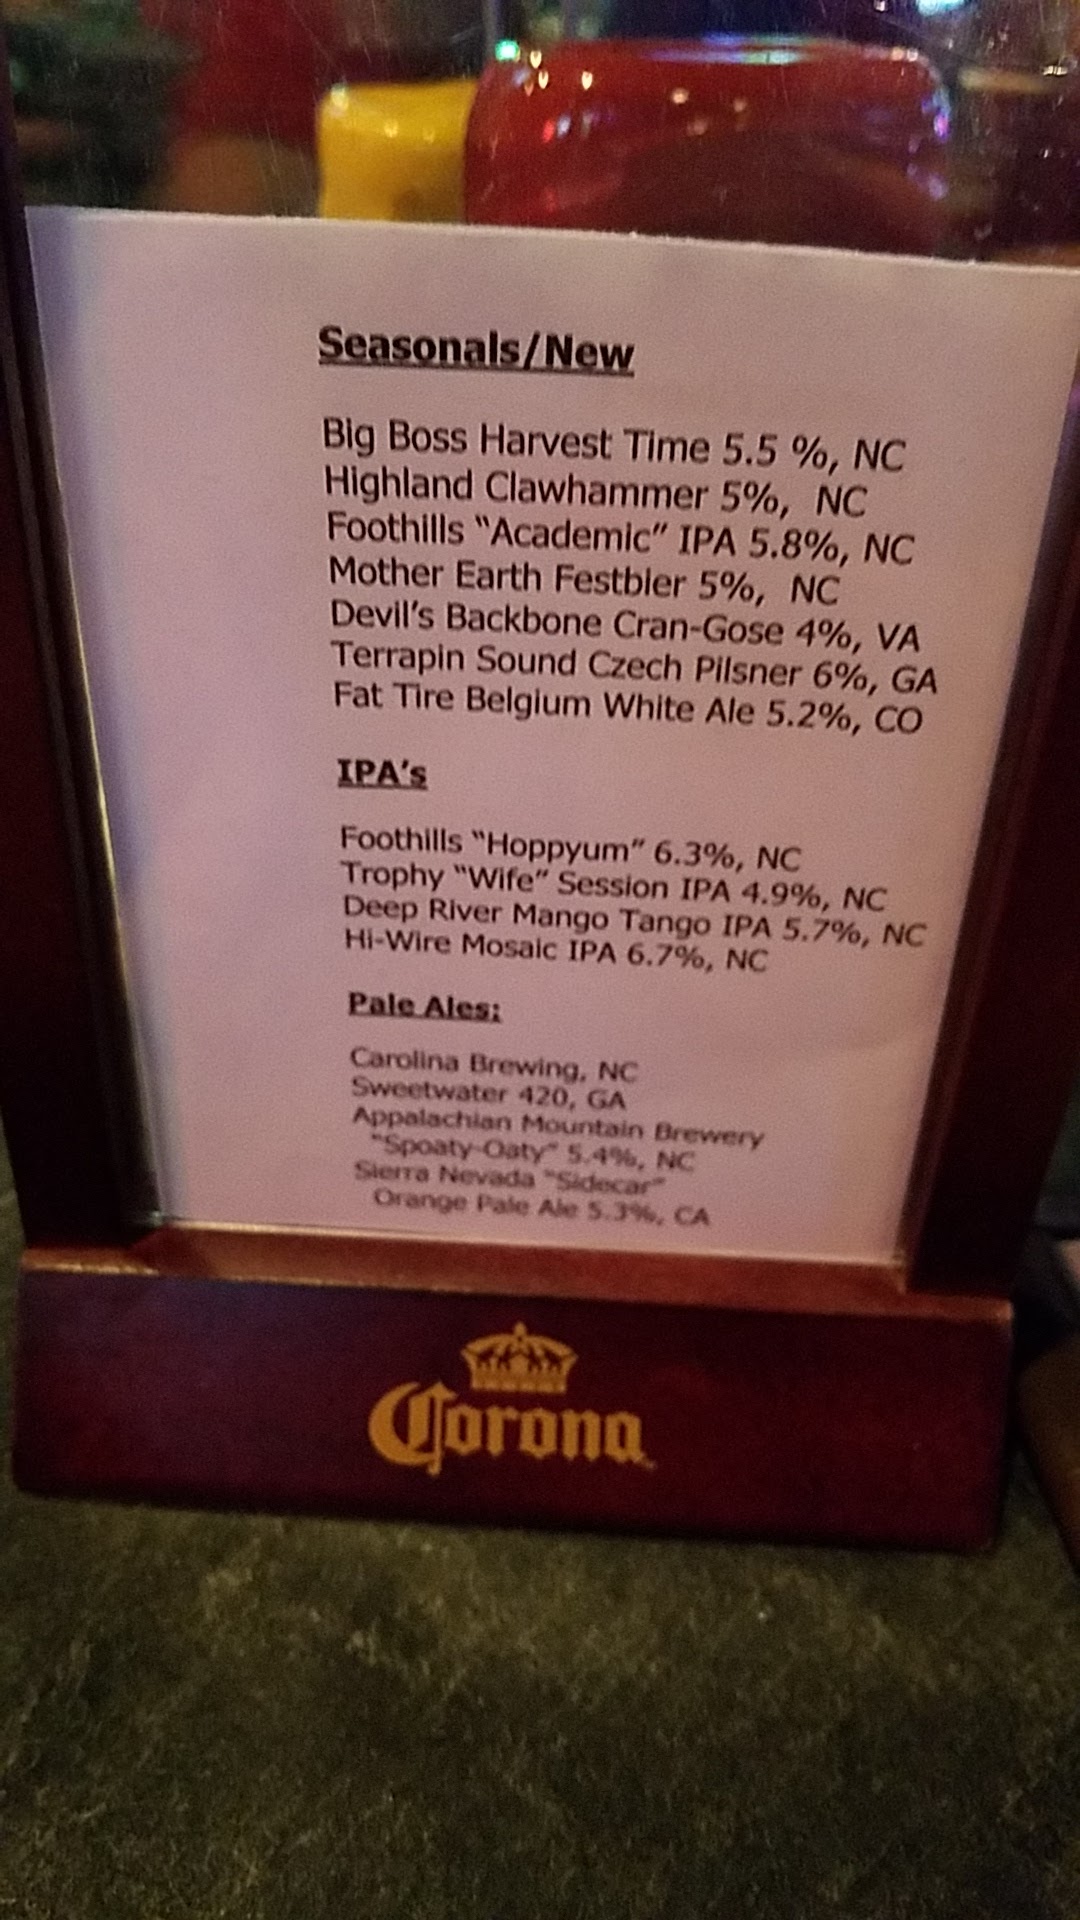 Seasonals/New
Big Boss Harvest Time 5.5 %, NC
Highland Clawhammer 5%, NC
Foothills “Academic” IPA 5.8%, NC
Mother Earth Festbier 5%, NC
Devil’s Backbone Cran-Gose 4%, VA
Terrapin Sound Czech Pilsner 6%, GA
Fat Tire Belgium White Ale 5.2%, CO
IPA’s
Foothills “Hoppyum” 6.3%, NC
Trophy “Wife” Session IPA 4.9%, NC
Deep River Mango Tango IPA 5.7%, NC
Hi-Wire Mosaic IPA 6.7%, NC
Pale Ales:
Carolina Brewing, NC
Sweetwater 420, GA
Appalachian Mountain Brewery
“Spoaty-Oaty” 5.4%, NC
Sierra Nevada “Sidecar”
Orange Pale Ale 5.3%, CA
Corona